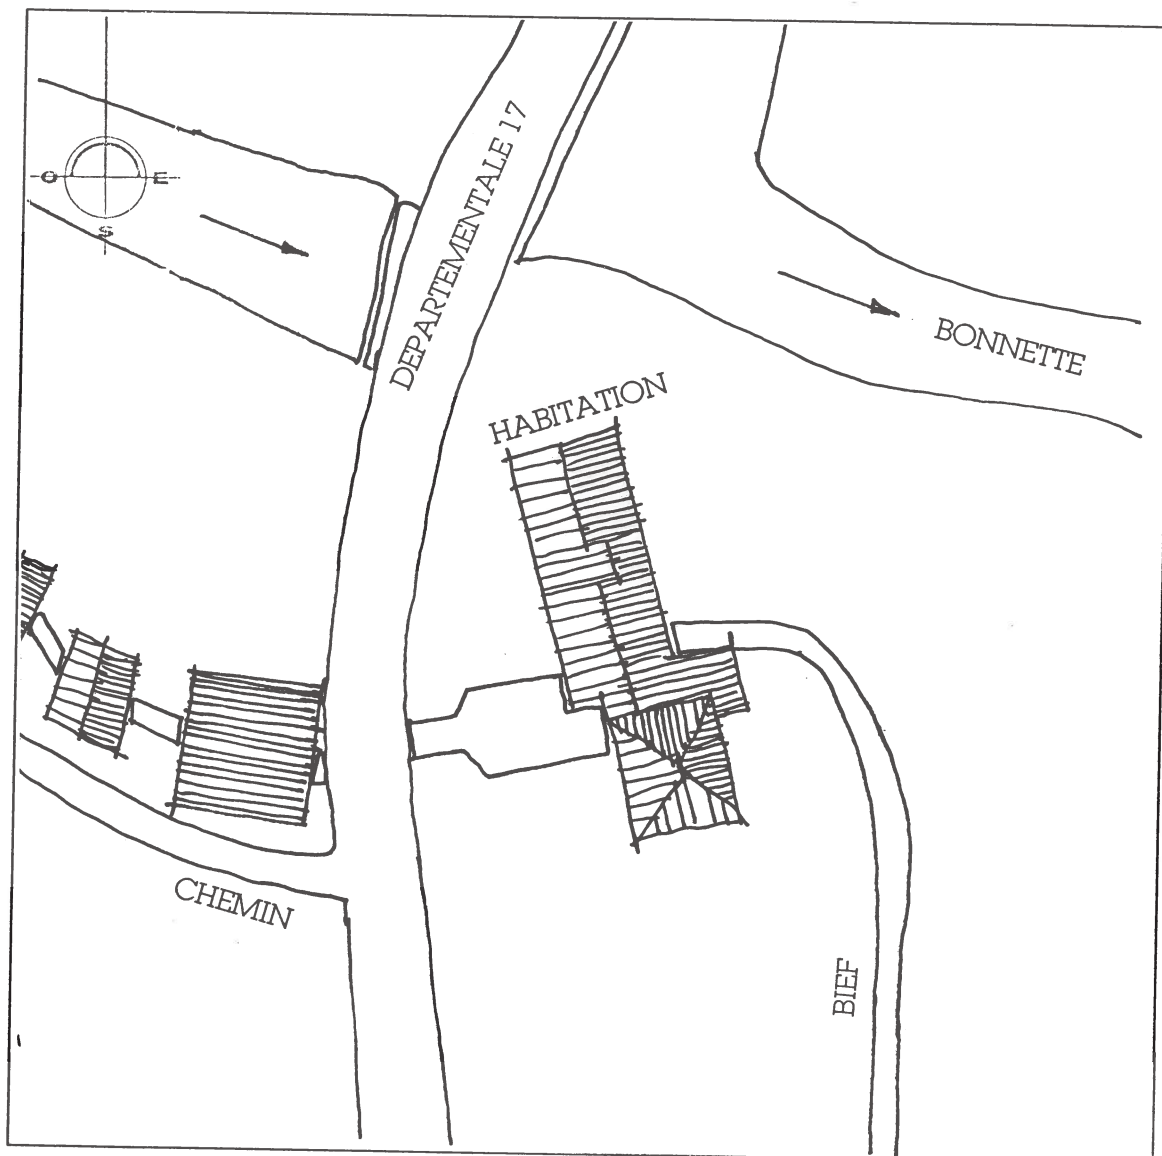 O E
S
DEPARTEMENTALE 17
BONNETTE
HABITATION
CHEMIN
BIEF